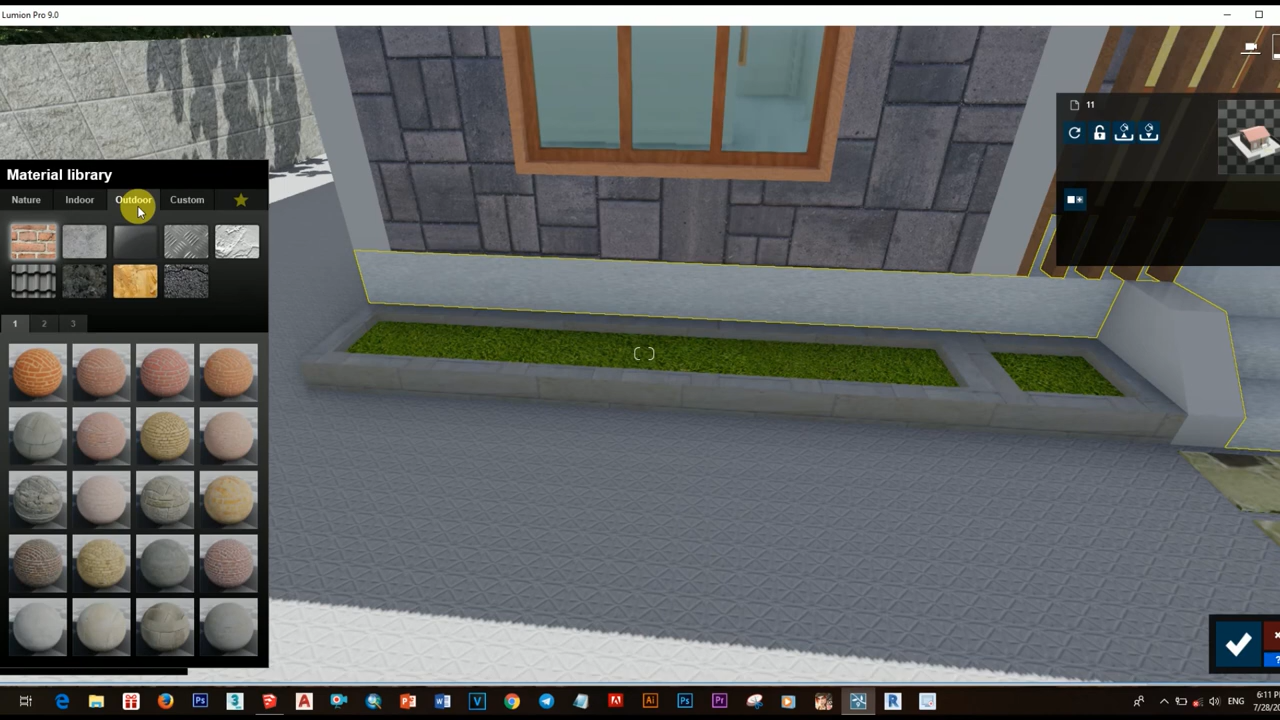 Lumion Pro 9.0
11
Material library
Nature Indoor Outdoor Custom
1 2 3
ENG
6:11 P
7/28/20